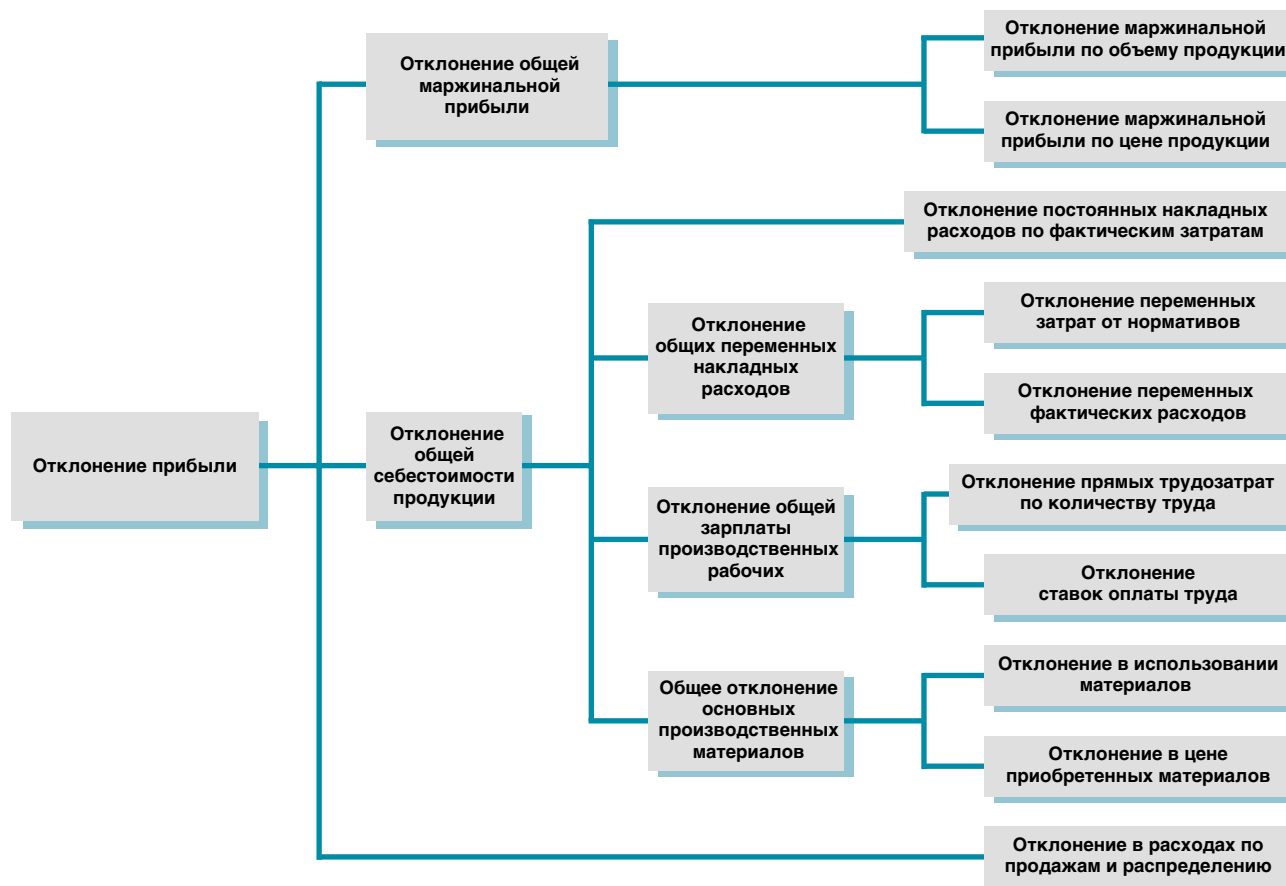 Отклонение общей
маржинальной
прибыли
Отклонение маржинальной
прибыли по объему продукции
Отклонение маржинальной
прибыли по цене продукции
Отклонение постоянных накладных
расходов по фактическим затратам
Отклонение
общих переменных
накладных
расходов
Отклонение переменных
затрат от нормативов
Отклонение переменных
фактических расходов
Отклонение прибыли
Отклонение
общей
себестоимости
продукции
Отклонение общей
зарплаты
производственных
рабочих
Отклонение прямых трудозатрат
по количеству труда
Отклонение
ставок оплаты труда
Общее отклонение
основных
производственных
материалов
Отклонение в использовании
материалов
Отклонение в цене
приобретенных материалов
Отклонение в расходах по
продажам и распределению